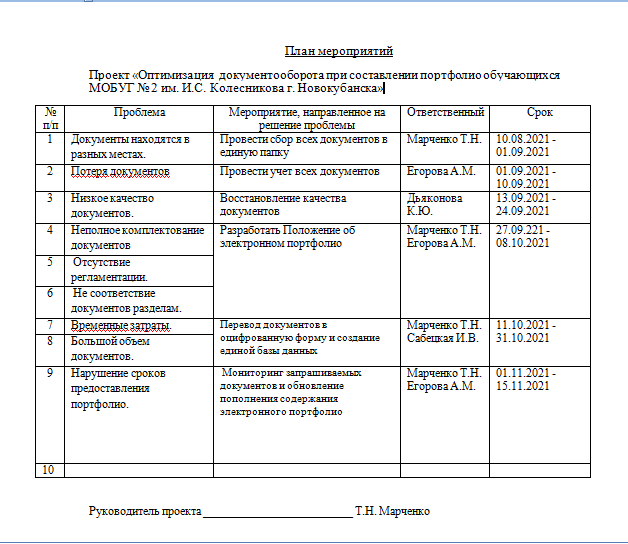 План мероприятий
Проект «Оптимизация документооборота при составлении портфолио обучающихся
МОБУГ №2 им. И.С. Колесникова г. Новокубанска»
№ п/п Проблема Мероприятие, направленное на решение проблемы Ответственный Срок
1 Документы находятся в разных местах. Провести сбор всех документов в единую папку Марченко Т.Н. 10.08.2021 - 01.09.2021
2 Потеря документов Провести учет всех документов Егорова А.М. 01.09.2021 - 10.09.2021
3 Низкое качество документов. Восстановление качества документов Дьяконова К.Ю. 13.09.2021 - 24.09.2021
4 Неполное комплектование документов Разработать Положение об электронном портфолио Марченко Т.Н. Егорова А.М. 27.09.221 - 08.10.2021
5 Отсутствие регламентации.
6 Не соответствие документов разделам.
7 Временные затраты. Перевод документов в оцифрованную форму и создание единой базы данных Марченко Т.Н. Сабецкая И.В. 11.10.2021 - 31.10.2021
8 Большой объем документов.
9 Нарушение сроков предоставления портфолио. Мониторинг запрашиваемых документов и обновление пополнения содержания электронного портфолио Марченко Т.Н. Егорова А.М. 01.11.2021 - 15.11.2021
10
Руководитель проекта _________________________ Т.Н. Марченко